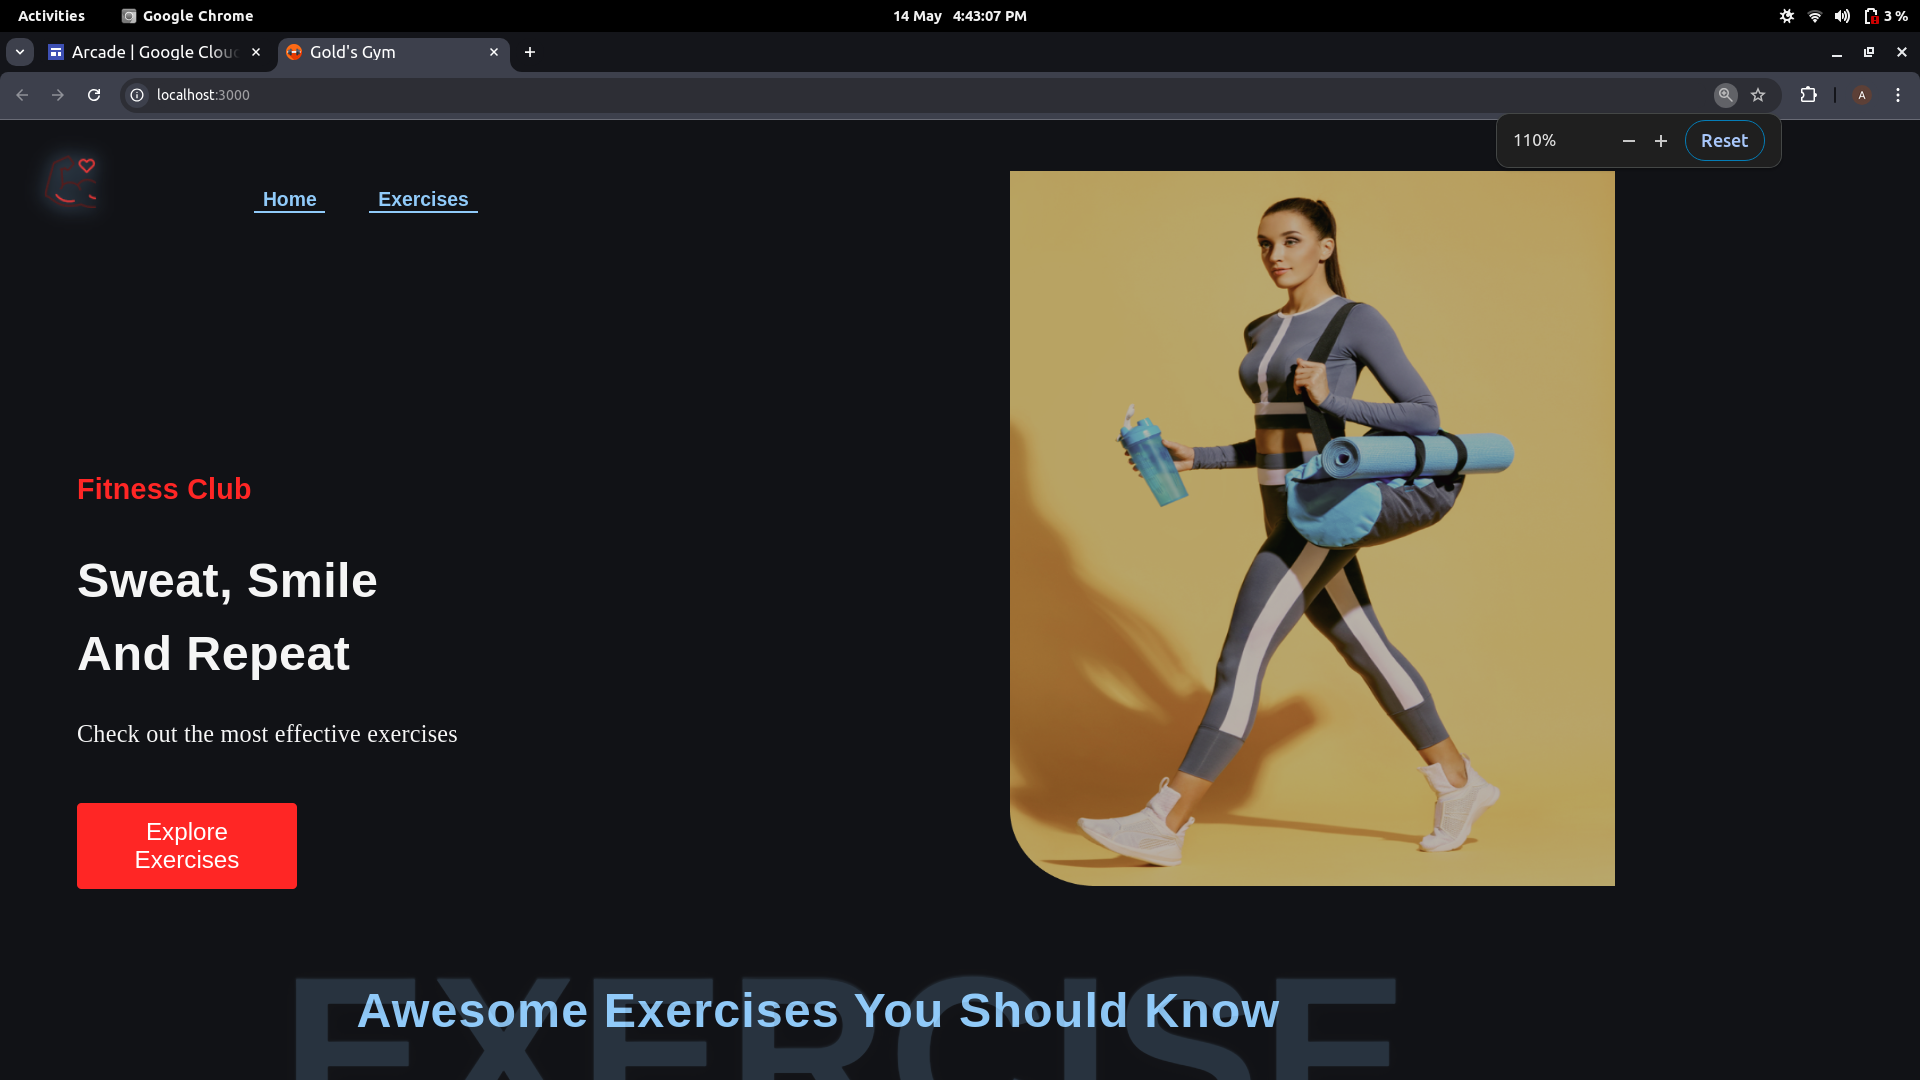 Activities
Google Chrome
14 May 4:43:07 PM
3 %
Arcade | Google Clou
Gold's Gym
localhost:3000
A
110%
Reset
Home
Exercises
Fitness Club
Sweat, Smile
And Repeat
Check out the most effective exercises
Explore
Exercises
EXERCISE
Awesome Exercises You Should Know